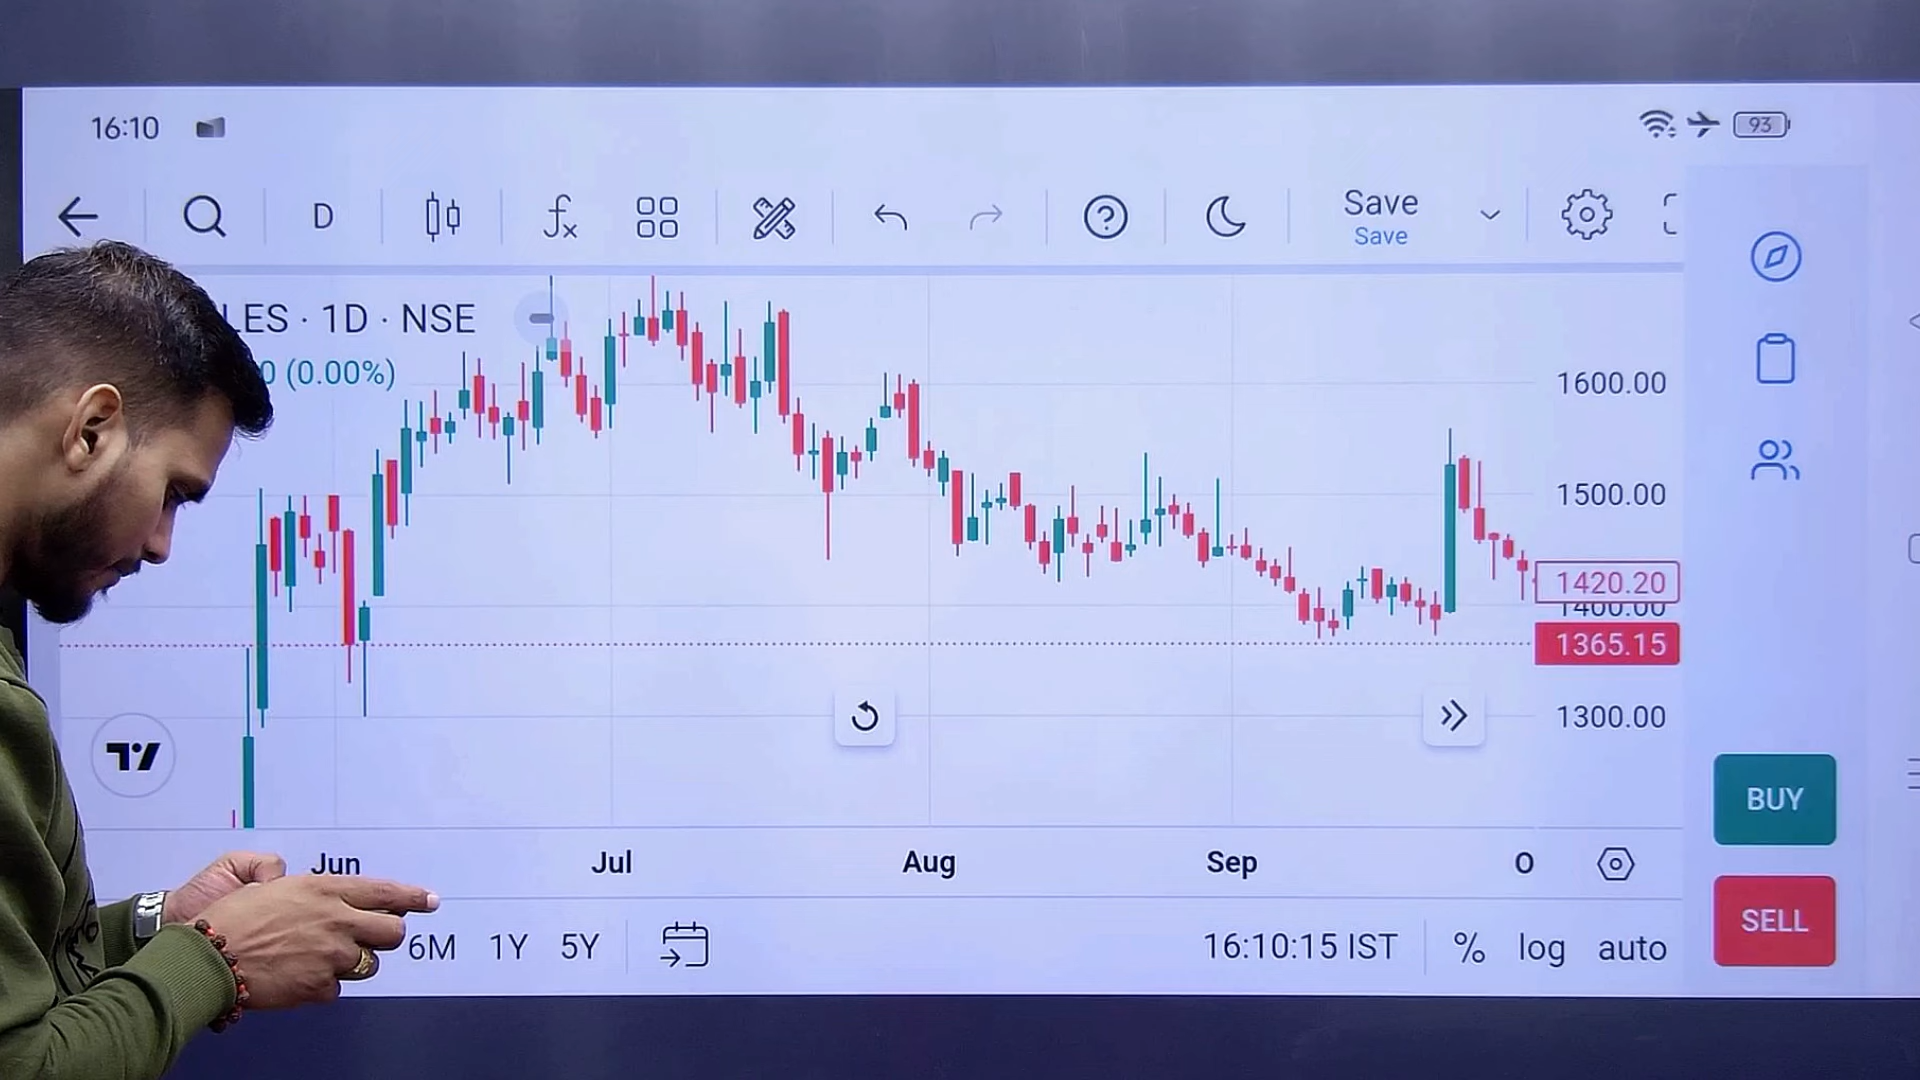 16:10
93
D
Save
Save
LES · 1D · NSE
0 (0.00%)
1600.00
1500.00
1420.20
1400.00
1365.15
1300.00
BUY
Jun Jul Aug Sep O
SELL
6M 1Y 5Y
16:10:15 IST % log auto